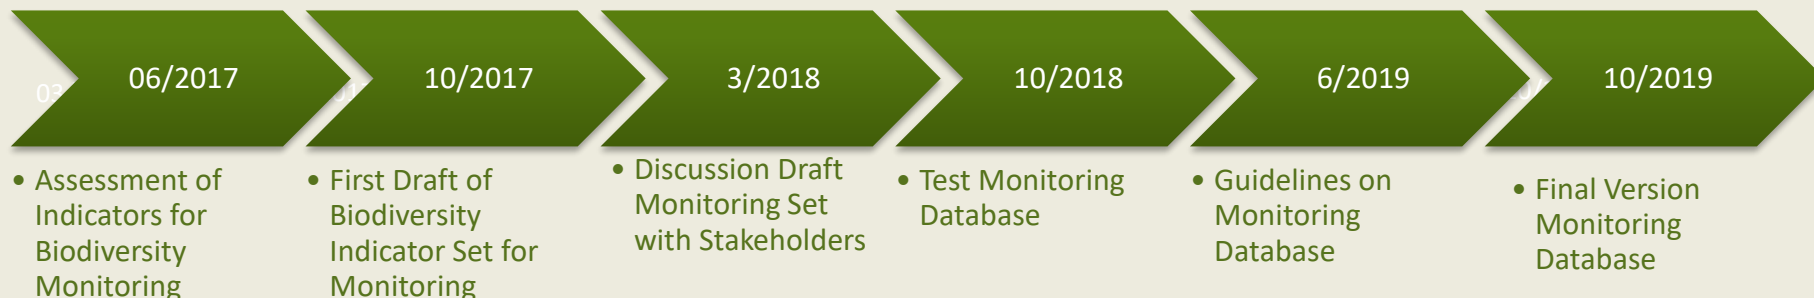 06/2017
10/2017
3/2018
10/2018
6/2019
10/2019
• Assessment of
Indicators for
Biodiversity
Monitoring
• First Draft of
Biodiversity
Indicator Set for
Monitoring
• Discussion Draft
Monitoring Set
with Stakeholders
• Test Monitoring
Database
• Guidelines on
Monitoring
Database
• Final Version
Monitoring
Database